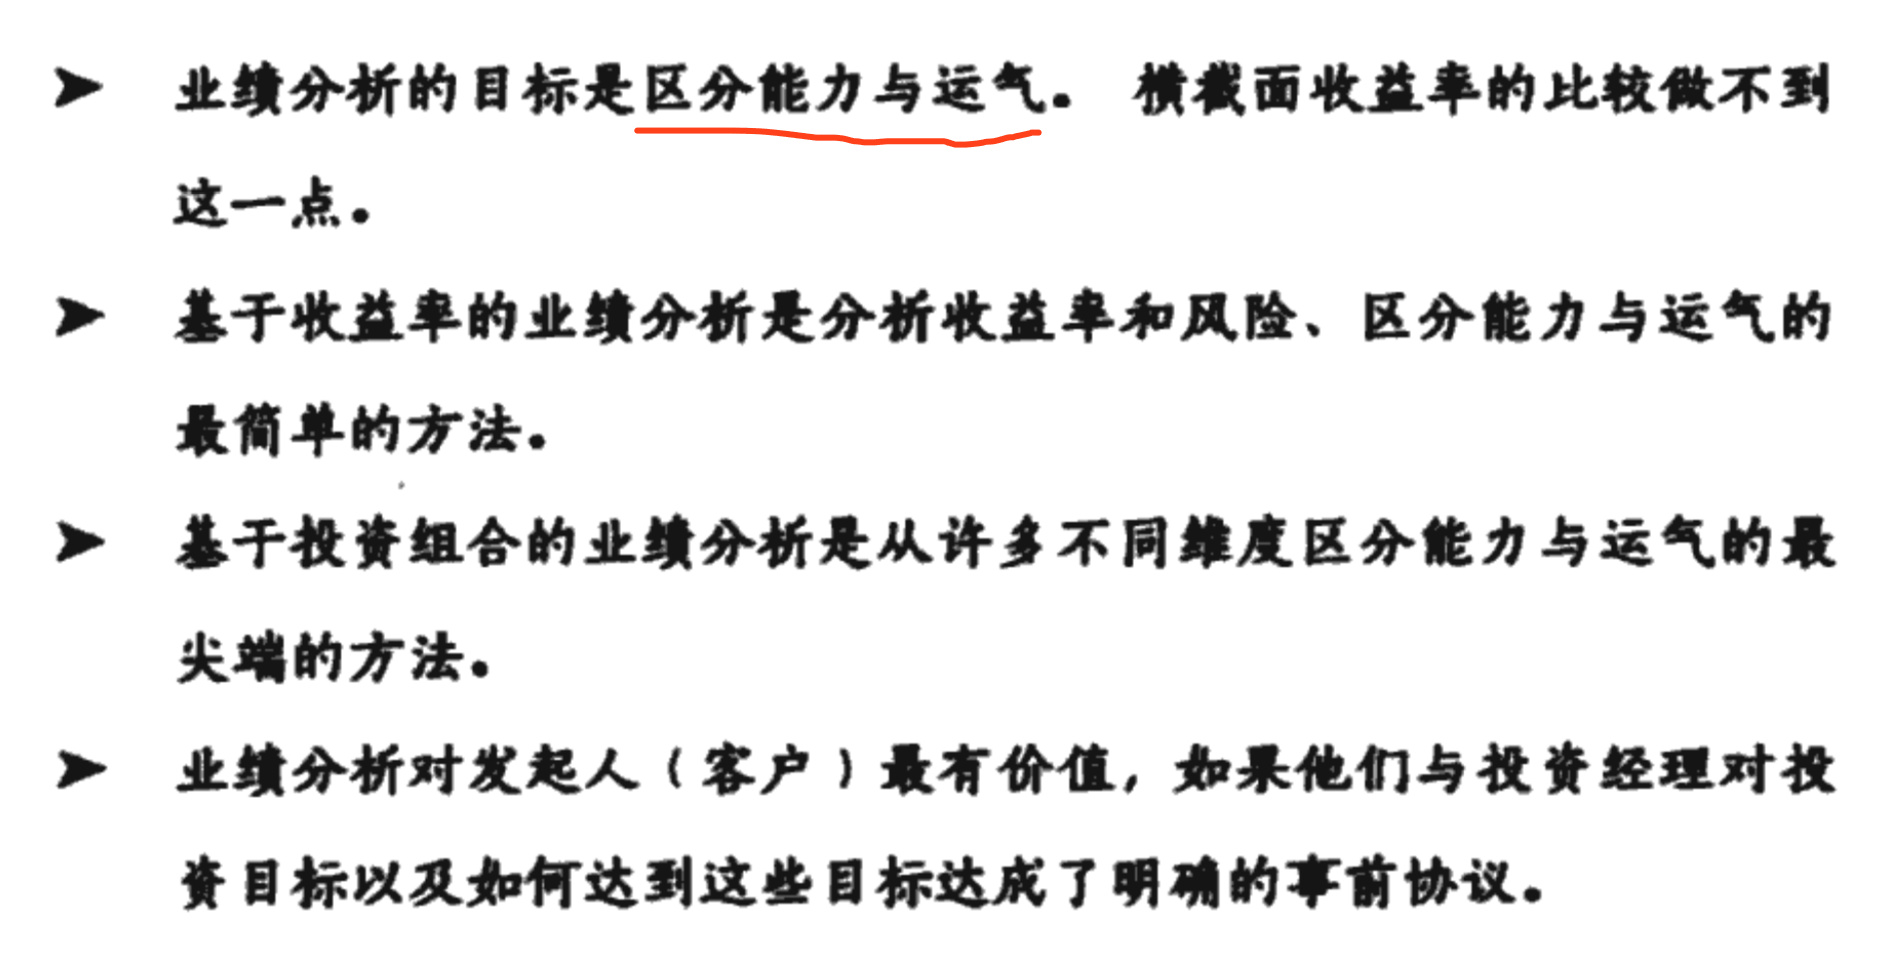 ➤ 业绩分析的目标是区分能力与运气。 横截面收益率的比较做不到
这一点。
➤ 基于收益率的业绩分析是分析收益率和风险、区分能力与运气的
最简单的方法。
➤ 基于投资组合的业绩分析是从许多不同维度区分能力与运气的最
尖端的方法。
➤ 业绩分析对发起人（客户）最有价值，如果他们与投资经理对投
资目标以及如何达到这些目标达成了明确的事前协议。